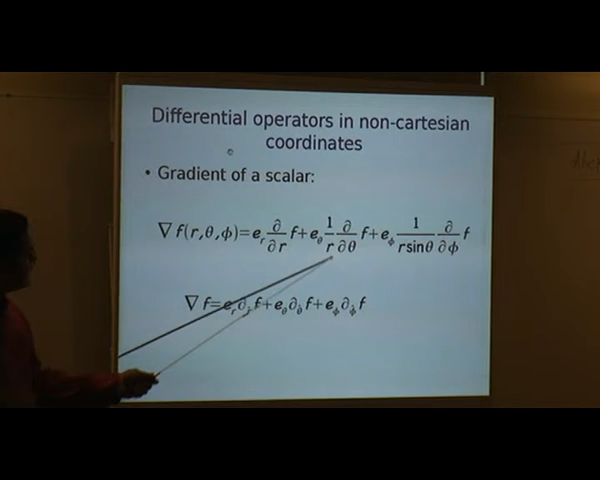 Differential operators in non-cartesian
coordinates
• Gradient of a scalar:
∇ f(r,θ,ϕ)=e_r ∂/∂r f+e_θ 1/r ∂/∂θ f+e_ϕ 1/(r sinθ) ∂/∂ϕ f
∇ f=e_r ∂_r̂ f+e_θ ∂_θ̂ f+e_ϕ ∂_ϕ̂ f